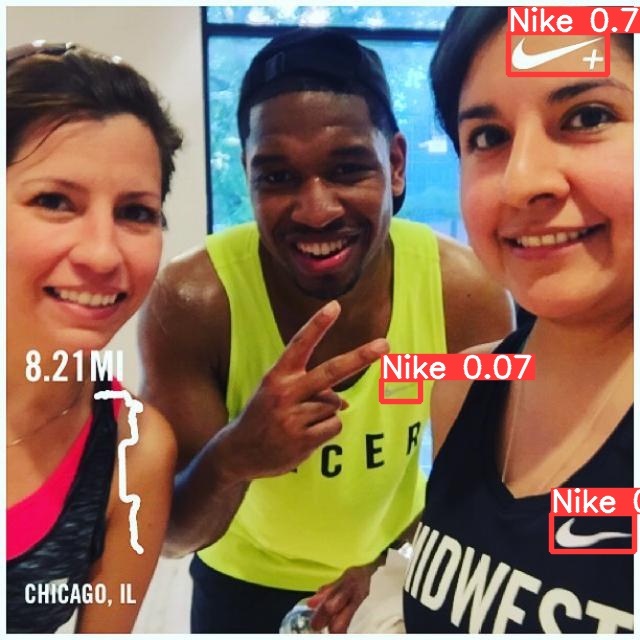 Nike 0.7
+
8.21MI
Nike 0.07
CER
Nike 0
MIDWEST
CHICAGO, IL